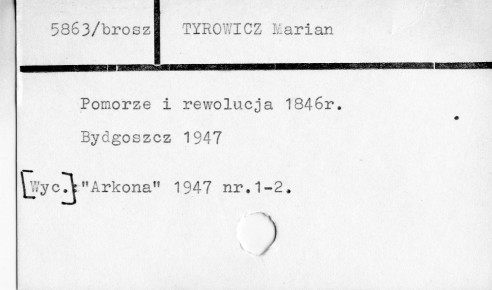 5863/brosz TYROWICZ Marian
Pomorze i rewolucja 1846r.
Bydgoszcz 1947
[Wyc.]:"Arkona" 1947 nr.1-2.